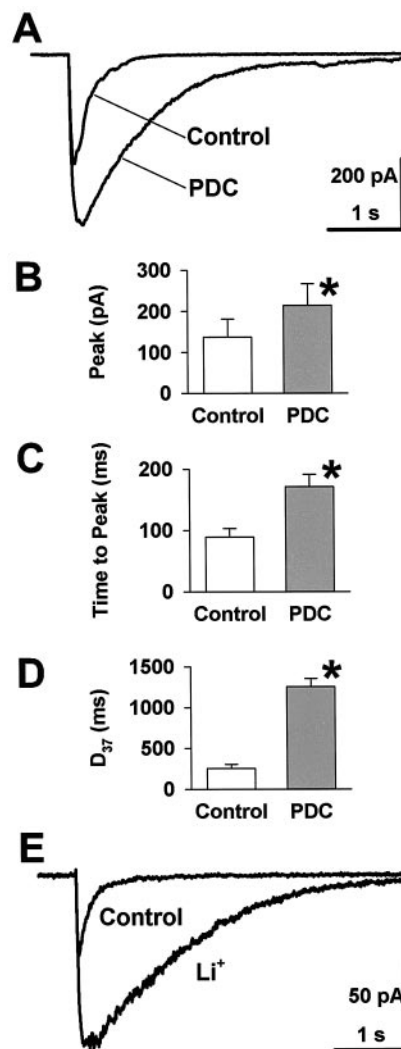 A
Control
PDC
200 pA
1 s
B
Peak (pA)
300
200
100
0
*
Control PDC
C
Time to Peak (ms)
200
100
0
*
Control PDC
D
D37 (ms)
1500
1000
500
0
*
Control PDC
E
Control
Li+
50 pA
1 s